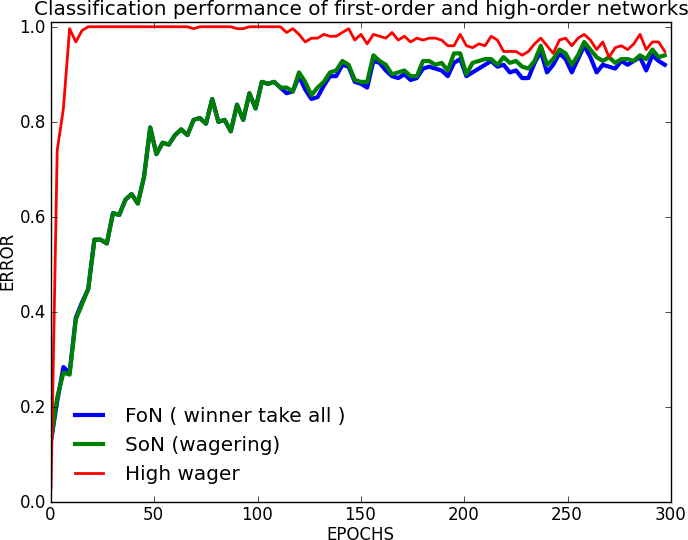 Classification performance of first-order and high-order networks
1.0
0.8
0.6
0.4
0.2
0.0
ERROR
FoN ( winner take all )
SoN (wagering)
High wager
0 50 100 150 200 250 300
EPOCHS